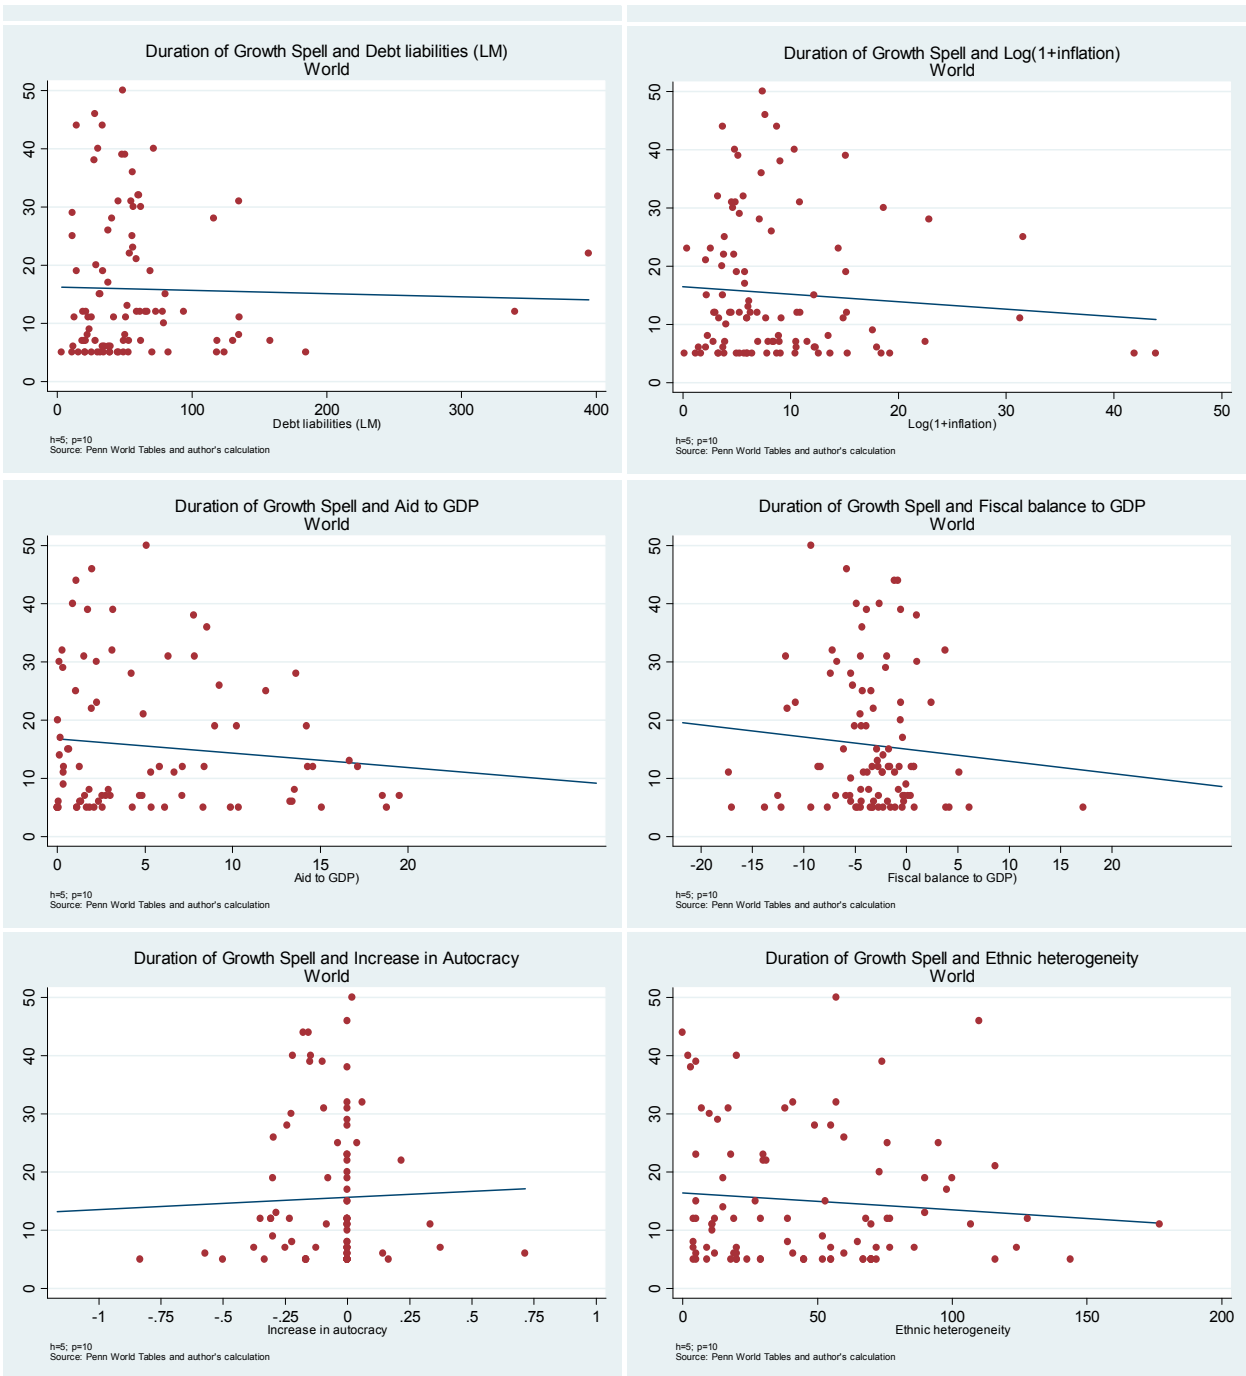 Duration of Growth Spell and Debt liabilities (LM)
World
50
40
30
20
10
0
0 100 200 300 400
Debt liabilities (LM)
h=5; p=10
Source: Penn World Tables and author's calculation
Duration of Growth Spell and Log(1+inflation)
World
50
40
30
20
10
0
0 10 20 30 40 50
Log(1+inflation)
h=5; p=10
Source: Penn World Tables and author's calculation
Duration of Growth Spell and Aid to GDP
World
50
40
30
20
10
0
0 5 10 15 20
Aid to GDP)
h=5; p=10
Source: Penn World Tables and author's calculation
Duration of Growth Spell and Fiscal balance to GDP
World
50
40
30
20
10
0
-20 -15 -10 -5 0 5 10 15 20
Fiscal balance to GDP)
h=5; p=10
Source: Penn World Tables and author's calculation
Duration of Growth Spell and Increase in Autocracy
World
50
40
30
20
10
0
-1 -.75 -.5 -.25 0 .25 .5 .75 1
Increase in autocracy
h=5; p=10
Source: Penn World Tables and author's calculation
Duration of Growth Spell and Ethnic heterogeneity
World
50
40
30
20
10
0
0 50 100 150 200
Ethnic heterogeneity
h=5; p=10
Source: Penn World Tables and author's calculation